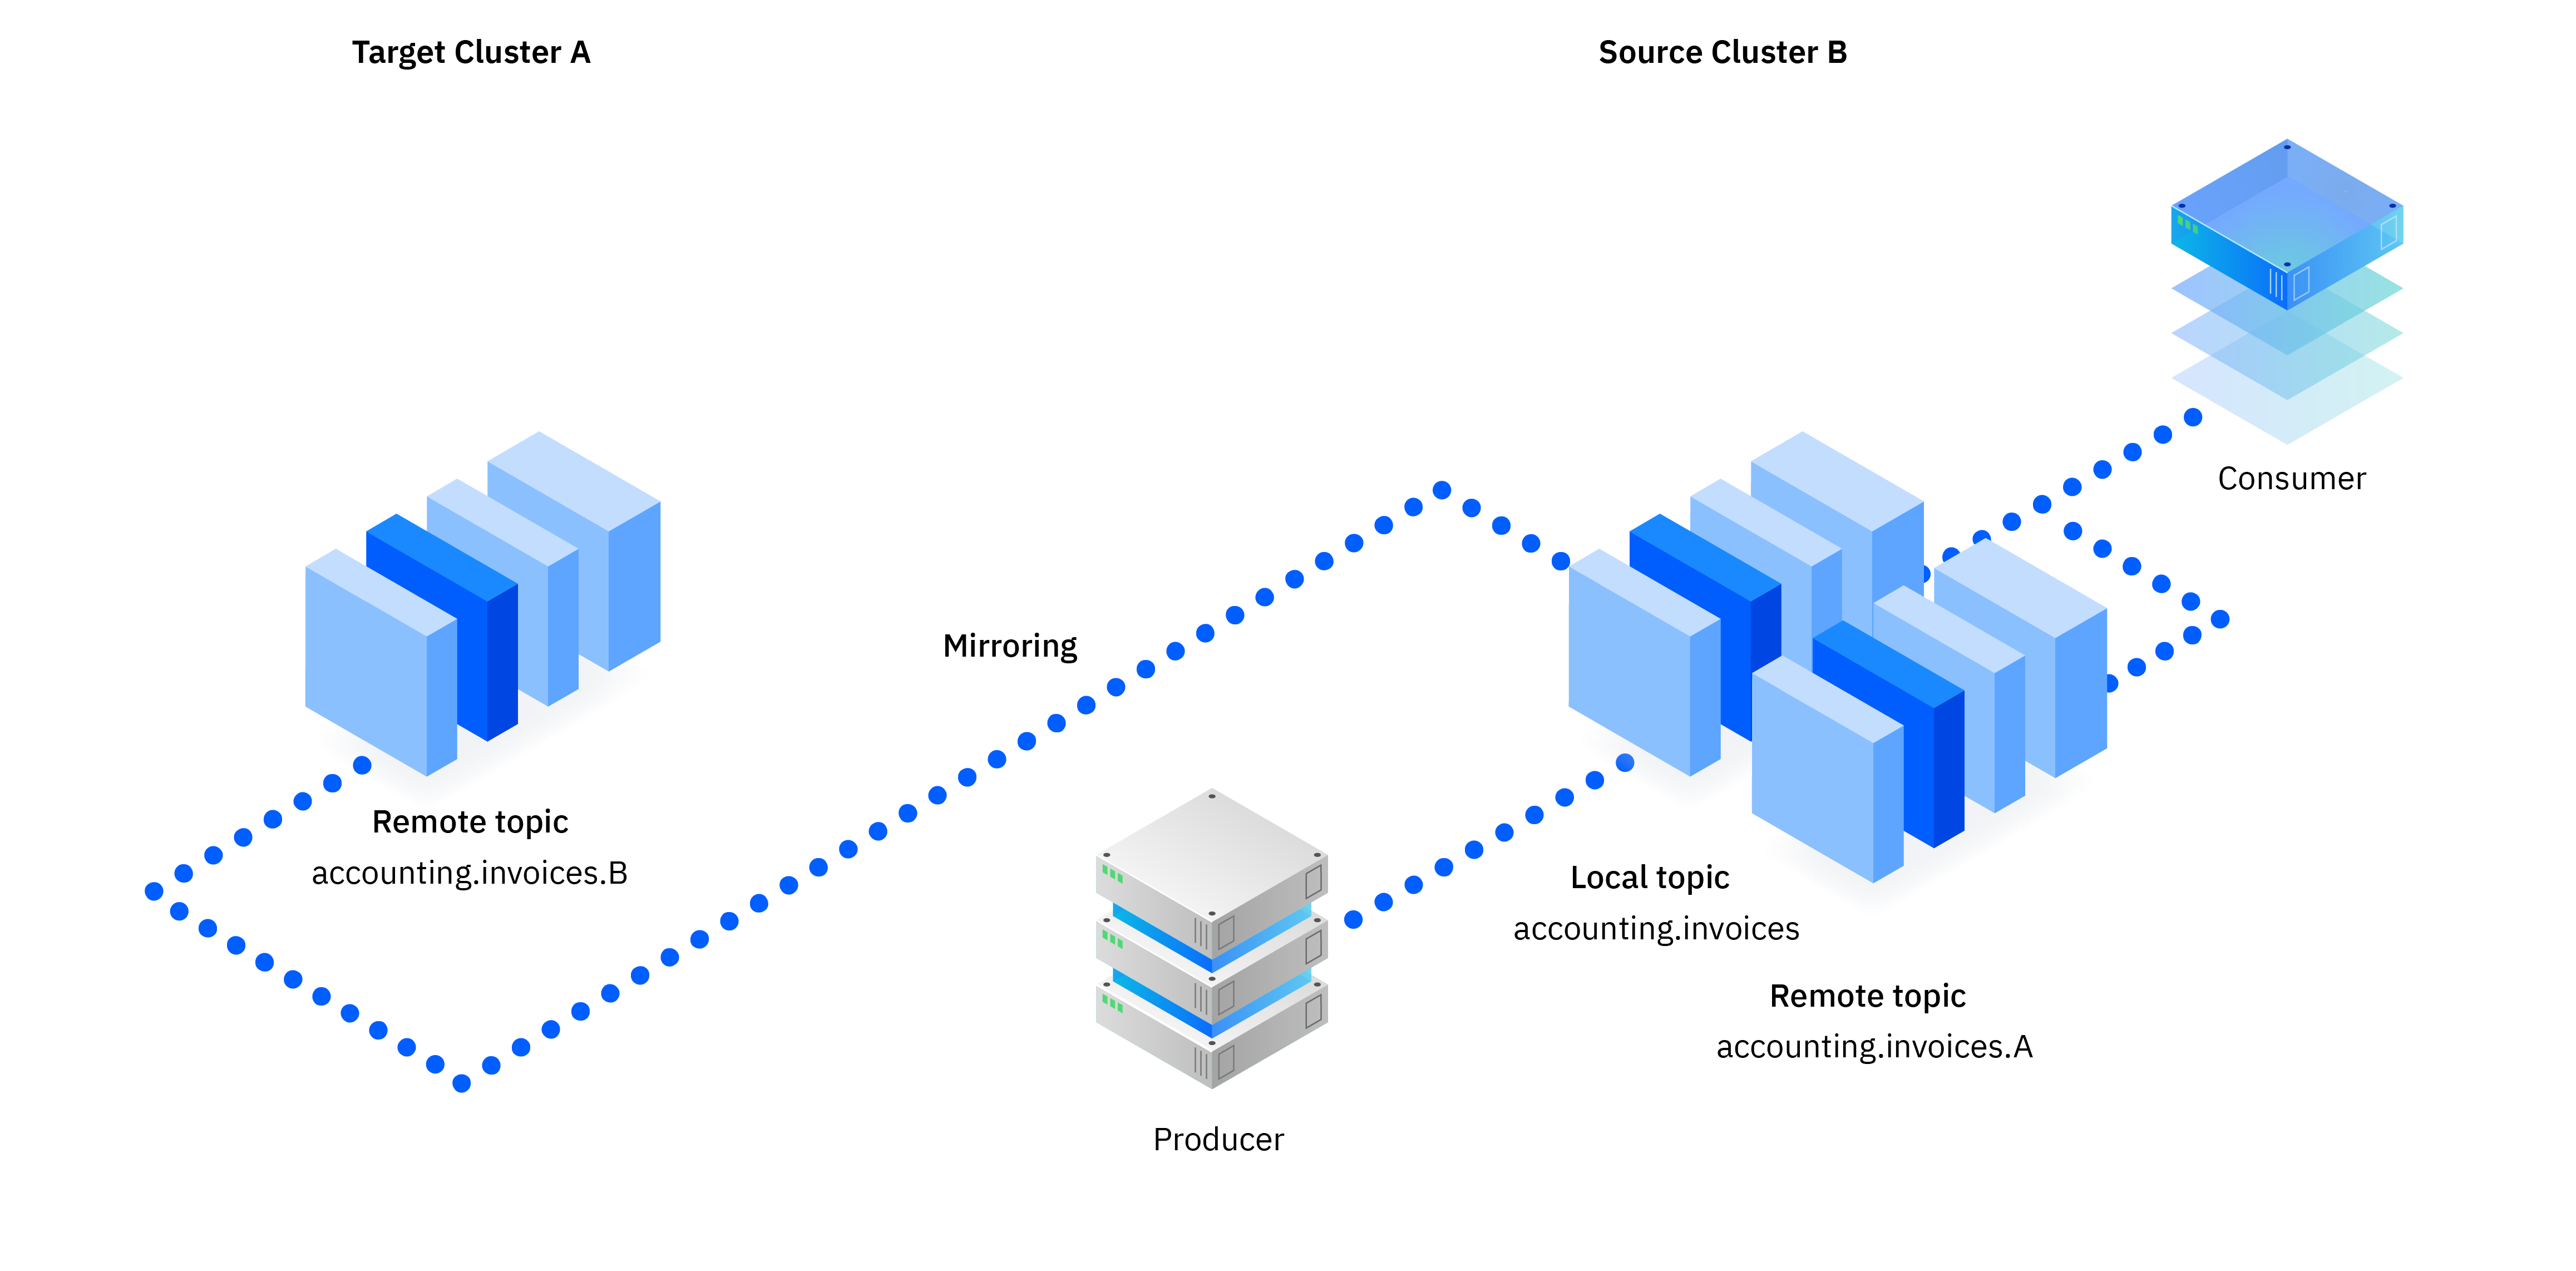 Target Cluster A
Source Cluster B
Consumer
Mirroring
Remote topic
accounting.invoices.B
Local topic
accounting.invoices
Remote topic
accounting.invoices.A
Producer